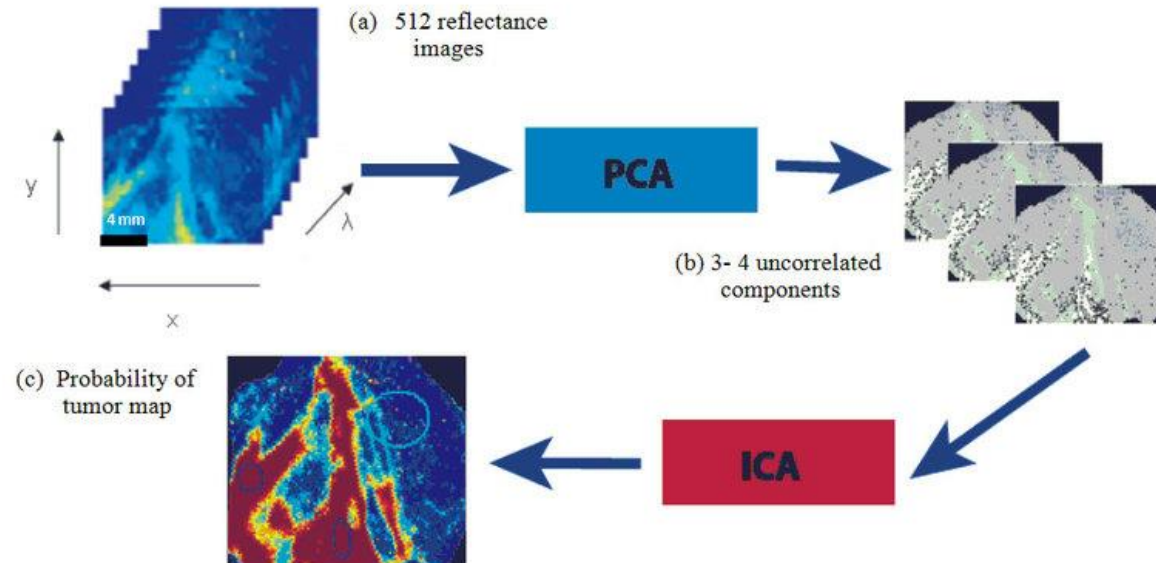 (a) 512 reflectance
images
y
4 mm
λ
x
PCA
(b) 3- 4 uncorrelated
components
(c) Probability of
tumor map
ICA